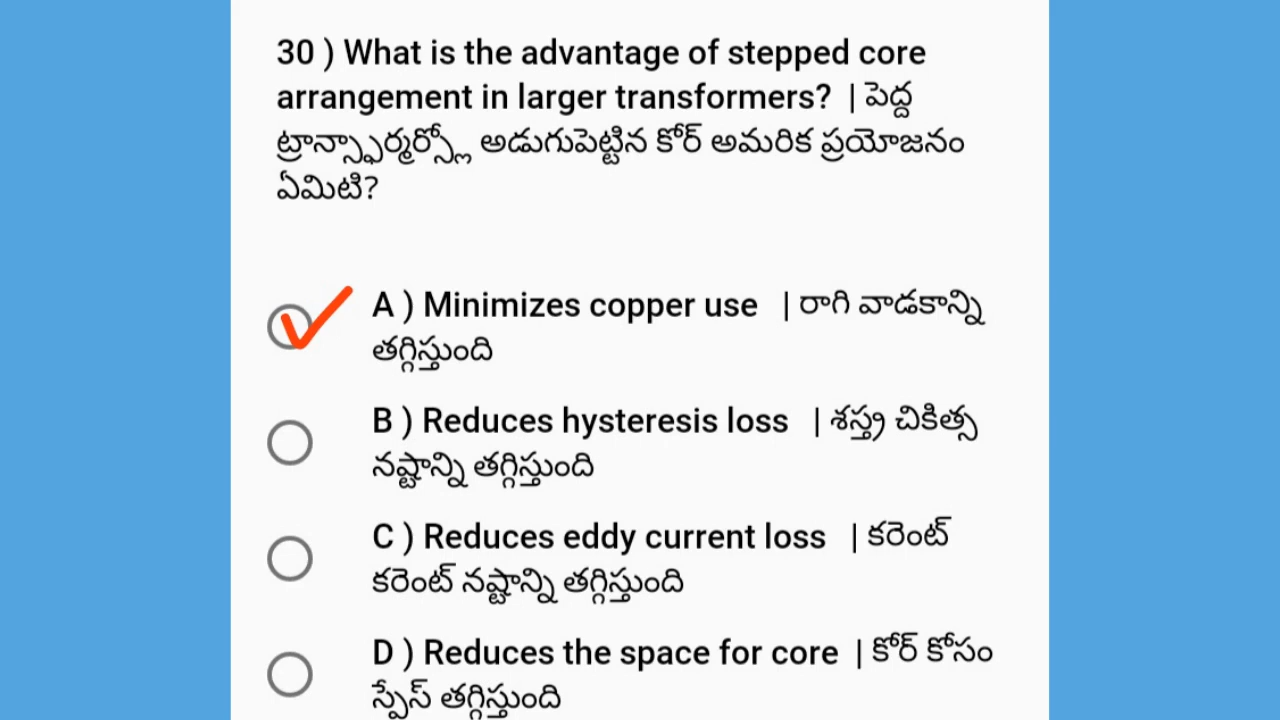 30 ) What is the advantage of stepped core
arrangement in larger transformers? | పెద్ద
ట్రాన్స్ఫార్మర్స్లో అడుగుపెట్టిన కోర్ అమరిక ప్రయోజనం
ఏమిటి?
A ) Minimizes copper use | రాగి వాడకాన్ని
తగ్గిస్తుంది
B ) Reduces hysteresis loss | శస్త్ర చికిత్స
నష్టాన్ని తగ్గిస్తుంది
C ) Reduces eddy current loss | కరెంట్
కరెంట్ నష్టాన్ని తగ్గిస్తుంది
D ) Reduces the space for core | కోర్ కోసం
స్పేస్ తగ్గిస్తుంది